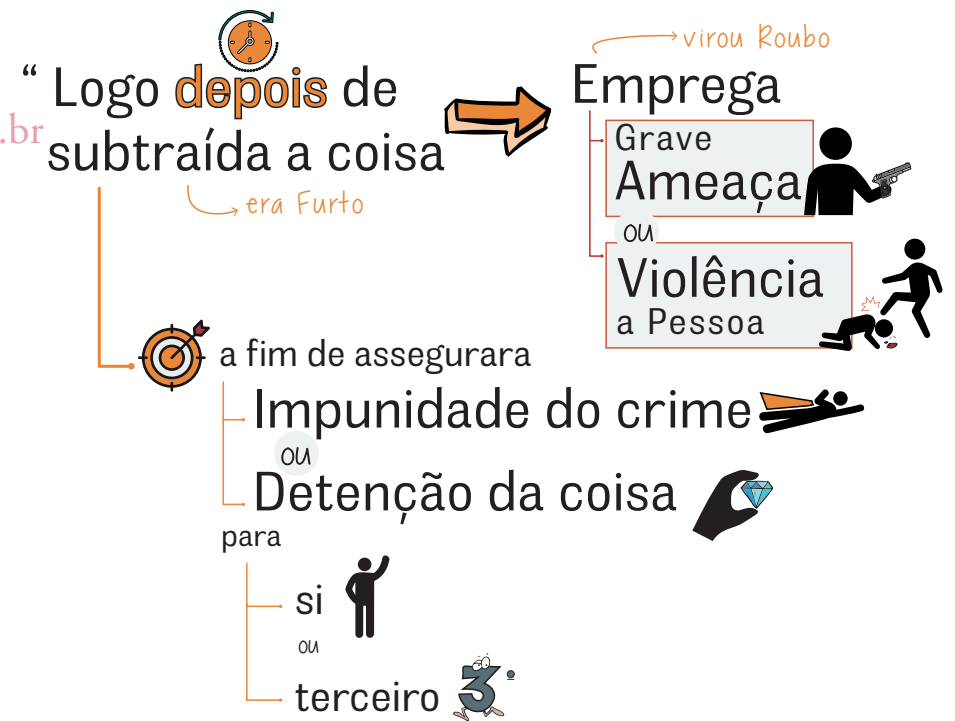 virou Roubo
“ Logo depois de
subtraída a coisa
.br
era Furto
Emprega
Grave
Ameaça
ou
Violência
a Pessoa
a fim de assegurara
Impunidade do crime
ou
Detenção da coisa
para
si
ou
terceiro 3º